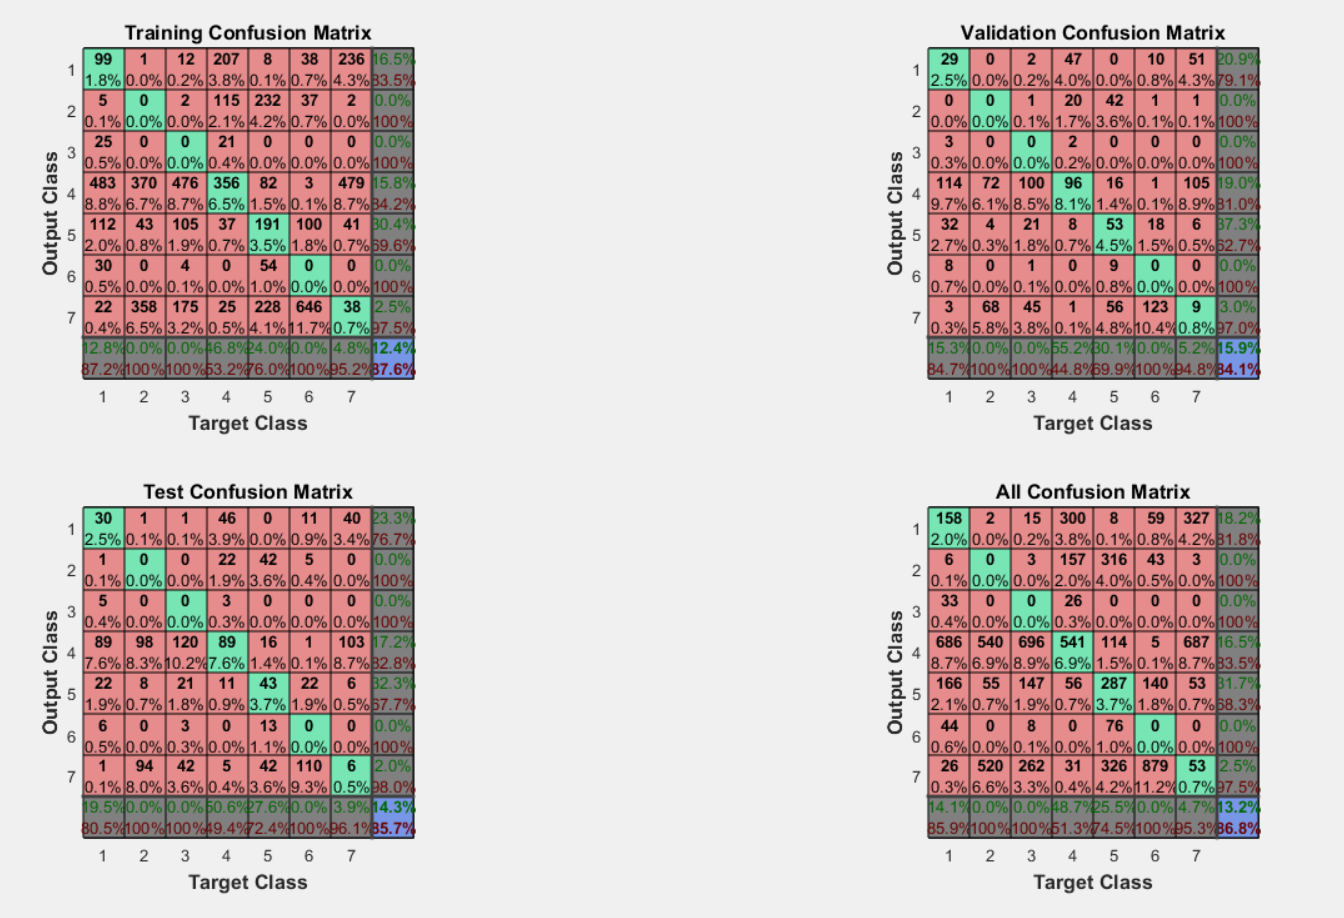 Training Confusion Matrix
99 1 12 207 8 38 236 16.5%
1
1.8% 0.0% 0.2% 3.8% 0.1% 0.7% 4.3% 83.5%
5 0 2 115 232 37 2 0.0%
2
0.1% 0.0% 0.0% 2.1% 4.2% 0.7% 0.0% 100%
25 0 0 21 0 0 0 0.0%
3
0.5% 0.0% 0.0% 0.4% 0.0% 0.0% 0.0% 100%
483 370 476 356 82 3 479 15.8%
4
8.8% 6.7% 8.7% 6.5% 1.5% 0.1% 8.7% 84.2%
112 43 105 37 191 100 41 30.4%
5
2.0% 0.8% 1.9% 0.7% 3.5% 1.8% 0.7% 69.6%
30 0 4 0 54 0 0 0.0%
6
0.5% 0.0% 0.1% 0.0% 1.0% 0.0% 0.0% 100%
22 358 175 25 228 646 38 2.5%
7
0.4% 6.5% 3.2% 0.5% 4.1% 11.7% 0.7% 97.5%
12.8% 0.0% 0.0% 46.8% 24.0% 0.0% 4.8% 12.4%
87.2% 100% 100% 53.2% 76.0% 100% 95.2% 87.6%
1 2 3 4 5 6 7
Target Class
Output Class
Validation Confusion Matrix
29 0 2 47 0 10 51 20.9%
1
2.5% 0.0% 0.2% 4.0% 0.0% 0.8% 4.3% 79.1%
0 0 1 20 42 1 1 0.0%
2
0.0% 0.0% 0.1% 1.7% 3.6% 0.1% 0.1% 100%
3 0 0 2 0 0 0 0.0%
3
0.3% 0.0% 0.0% 0.2% 0.0% 0.0% 0.0% 100%
114 72 100 96 16 1 105 19.0%
4
9.7% 6.1% 8.5% 8.1% 1.4% 0.1% 8.9% 81.0%
32 4 21 8 53 18 6 37.3%
5
2.7% 0.3% 1.8% 0.7% 4.5% 1.5% 0.5% 62.7%
8 0 1 0 9 0 0 0.0%
6
0.7% 0.0% 0.1% 0.0% 0.8% 0.0% 0.0% 100%
3 68 45 1 56 123 9 3.0%
7
0.3% 5.8% 3.8% 0.1% 4.8% 10.4% 0.8% 97.0%
15.3% 0.0% 0.0% 55.2% 30.1% 0.0% 5.2% 15.9%
84.7% 100% 100% 44.8% 69.9% 100% 94.8% 84.1%
1 2 3 4 5 6 7
Target Class
Output Class
Test Confusion Matrix
30 1 1 46 0 11 40 23.3%
1
2.5% 0.1% 0.1% 3.9% 0.0% 0.9% 3.4% 76.7%
1 0 0 22 42 5 0 0.0%
2
0.1% 0.0% 0.0% 1.9% 3.6% 0.4% 0.0% 100%
5 0 0 3 0 0 0 0.0%
3
0.4% 0.0% 0.0% 0.3% 0.0% 0.0% 0.0% 100%
89 98 120 89 16 1 103 17.2%
4
7.6% 8.3% 10.2% 7.6% 1.4% 0.1% 8.7% 82.8%
22 8 21 11 43 22 6 32.3%
5
1.9% 0.7% 1.8% 0.9% 3.7% 1.9% 0.5% 67.7%
6 0 3 0 13 0 0 0.0%
6
0.5% 0.0% 0.3% 0.0% 1.1% 0.0% 0.0% 100%
1 94 42 5 42 110 6 2.0%
7
0.1% 8.0% 3.6% 0.4% 3.6% 9.3% 0.5% 98.0%
19.5% 0.0% 0.0% 50.6% 27.6% 0.0% 3.9% 14.3%
80.5% 100% 100% 49.4% 72.4% 100% 96.1% 85.7%
1 2 3 4 5 6 7
Target Class
Output Class
All Confusion Matrix
158 2 15 300 8 59 327 18.2%
1
2.0% 0.0% 0.2% 3.8% 0.1% 0.8% 4.2% 81.8%
6 0 3 157 316 43 3 0.0%
2
0.1% 0.0% 0.0% 2.0% 4.0% 0.5% 0.0% 100%
33 0 0 26 0 0 0 0.0%
3
0.4% 0.0% 0.0% 0.3% 0.0% 0.0% 0.0% 100%
686 540 696 541 114 5 687 16.5%
4
8.7% 6.9% 8.9% 6.9% 1.5% 0.1% 8.7% 83.5%
166 55 147 56 287 140 53 31.7%
5
2.1% 0.7% 1.9% 0.7% 3.7% 1.8% 0.7% 68.3%
44 0 8 0 76 0 0 0.0%
6
0.6% 0.0% 0.1% 0.0% 1.0% 0.0% 0.0% 100%
26 520 262 31 326 879 53 2.5%
7
0.3% 6.6% 3.3% 0.4% 4.2% 11.2% 0.7% 97.5%
14.1% 0.0% 0.0% 48.7% 25.5% 0.0% 4.7% 13.2%
85.9% 100% 100% 51.3% 74.5% 100% 95.3% 86.8%
1 2 3 4 5 6 7
Target Class
Output Class